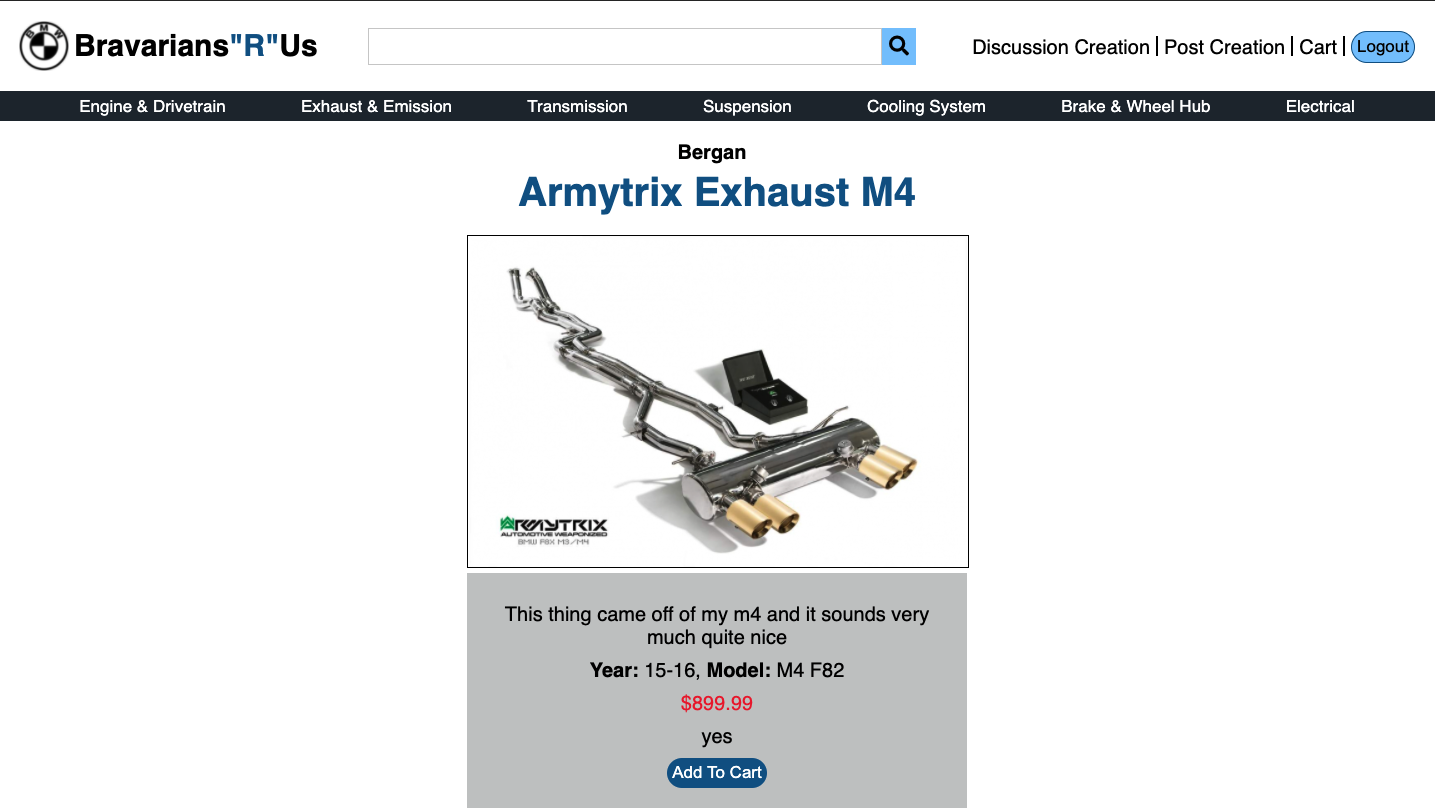 BMW
Bravarians"R"Us
Discussion Creation | Post Creation | Cart | Logout
Engine & Drivetrain Exhaust & Emission Transmission Suspension Cooling System Brake & Wheel Hub Electrical
Bergan
Armytrix Exhaust M4
ARMYTRIX
AUTOMOTIVE WEAPONIZED
BMW F8X M3/M4
This thing came off of my m4 and it sounds very
much quite nice
Year: 15-16, Model: M4 F82
$899.99
yes
Add To Cart